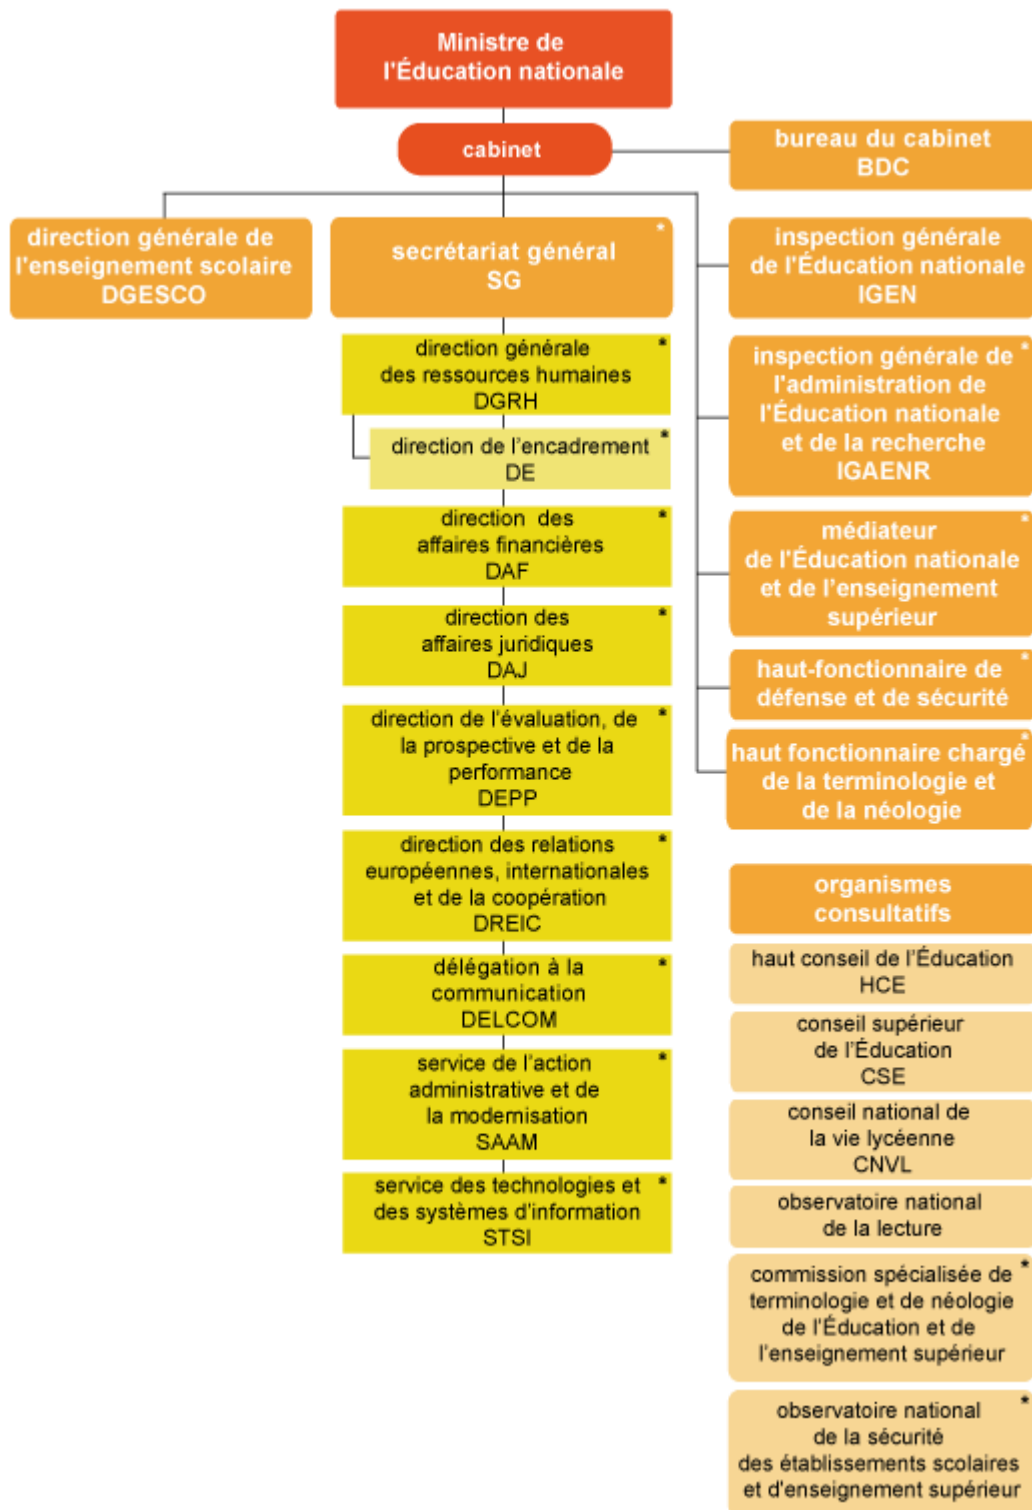 Ministre de
l'Éducation nationale
cabinet
bureau du cabinet
BDC
direction générale de
l'enseignement scolaire
DGESCO
*
secrétariat général
SG
inspection générale
de l'Éducation nationale
IGEN
direction générale *
des ressources humaines
DGRH
direction de l'encadrement *
DE
direction des *
affaires financières
DAF
direction des *
affaires juridiques
DAJ
direction de l'évaluation, de *
la prospective et de la
performance
DEPP
direction des relations *
européennes, internationales
et de la coopération
DREIC
délégation à la *
communication
DELCOM
service de l'action *
administrative et de
la modernisation
SAAM
service des technologies et *
des systèmes d'information
STSI
inspection générale de *
l'administration de
l'Éducation nationale
et de la recherche
IGAENR
médiateur *
de l'Éducation nationale
et de l'enseignement
supérieur
haut-fonctionnaire de *
défense et de sécurité
haut fonctionnaire chargé *
de la terminologie et
de la néologie
organismes
consultatifs
haut conseil de l'Éducation
HCE
conseil supérieur
de l'Éducation
CSE
conseil national de
la vie lycéenne
CNVL
observatoire national
de la lecture
commission spécialisée de *
terminologie et de néologie
de l'Éducation et de
l'enseignement supérieur
observatoire national *
de la sécurité
des établissements scolaires
et d'enseignement supérieur